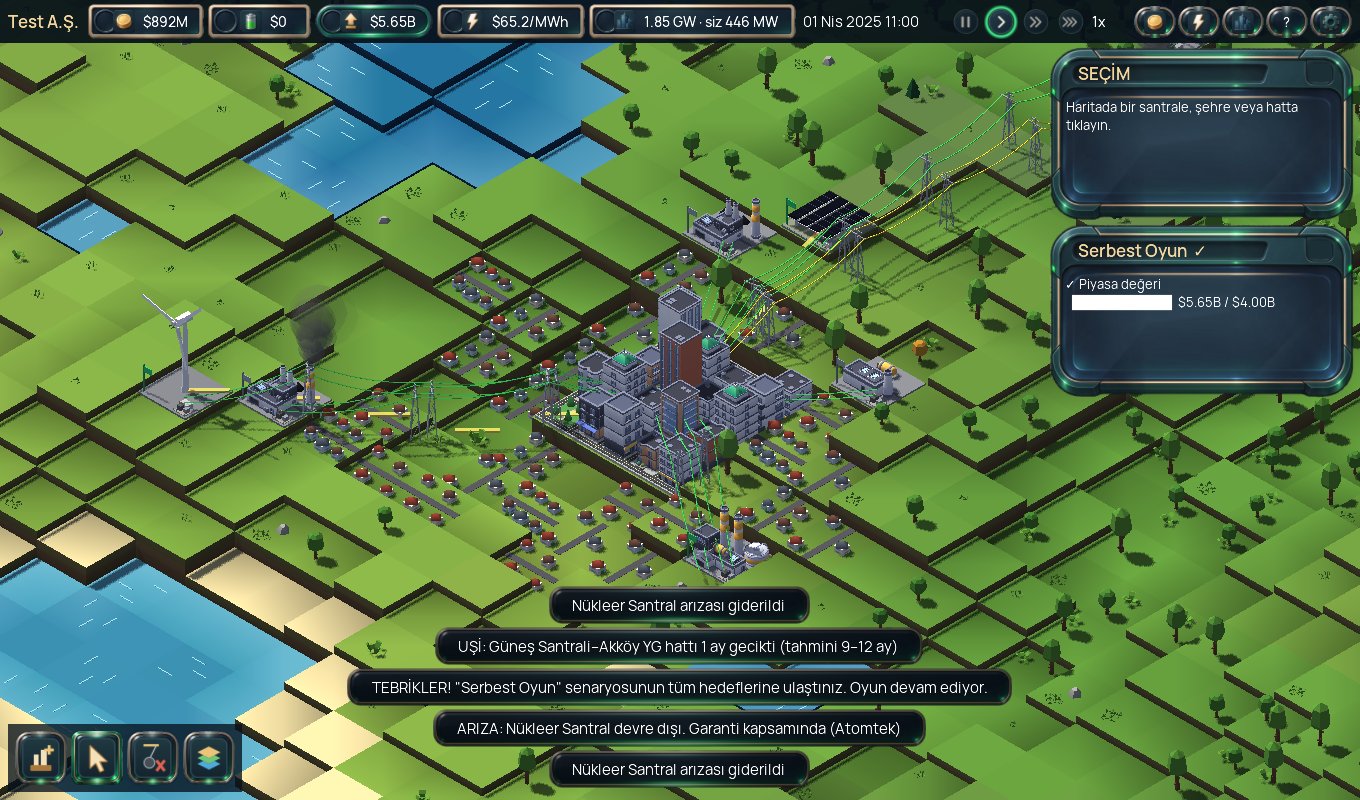 Test A.Ş.
$892M
$0
$5.65B
$65.2/MWh
1.85 GW · siz 446 MW
01 Nis 2025 11:00
1x
?
SEÇİM
Haritada bir santrale, şehre veya hatta
tıklayın.
Serbest Oyun ✓
✓ Piyasa değeri
$5.65B / $4.00B
Nükleer Santral arızası giderildi
UŞİ: Güneş Santrali–Akköy YG hattı 1 ay gecikti (tahmini 9–12 ay)
TEBRİKLER! "Serbest Oyun" senaryosunun tüm hedeflerine ulaştınız. Oyun devam ediyor.
ARIZA: Nükleer Santral devre dışı. Garanti kapsamında (Atomtek)
Nükleer Santral arızası giderildi